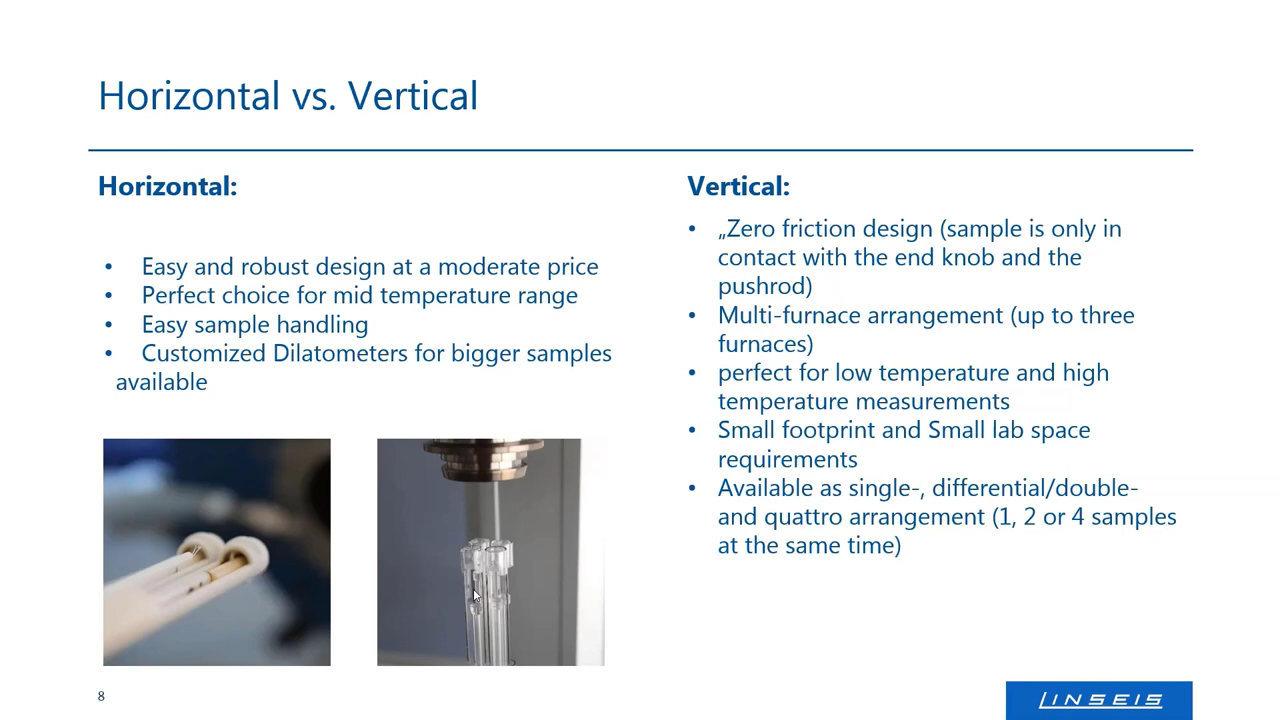 Horizontal vs. Vertical
Horizontal:
• Easy and robust design at a moderate price
• Perfect choice for mid temperature range
• Easy sample handling
• Customized Dilatometers for bigger samples
available
Vertical:
• „Zero friction design (sample is only in
contact with the end knob and the
pushrod)
• Multi-furnace arrangement (up to three
furnaces)
• perfect for low temperature and high
temperature measurements
• Small footprint and Small lab space
requirements
• Available as single-, differential/double-
and quattro arrangement (1, 2 or 4 samples
at the same time)
8
LINSEIS